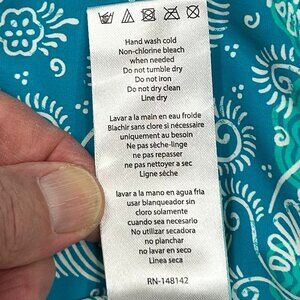 Hand wash cold
Non-chlorine bleach
when needed
Do not tumble dry
Do not iron
Do not dry clean
Line dry
Lavar a la main en eau froide
Blachir sans clore si nécessaire
uniquement au besoin
Ne pas sèche-linge
ne pas repasser
ne pas nettoyer a sec
Ligne sèche
lavar a la mano en agua fria
usar blanqueador sin
cloro solamente
cuando sea necesario
No utilizar secadora
no planchar
no lavar en seco
Linea seca
RN-148142